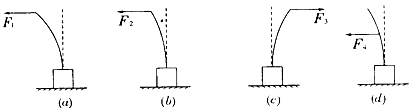 F₁ F₂ F₃ F₄
(a) (b) (c) (d)